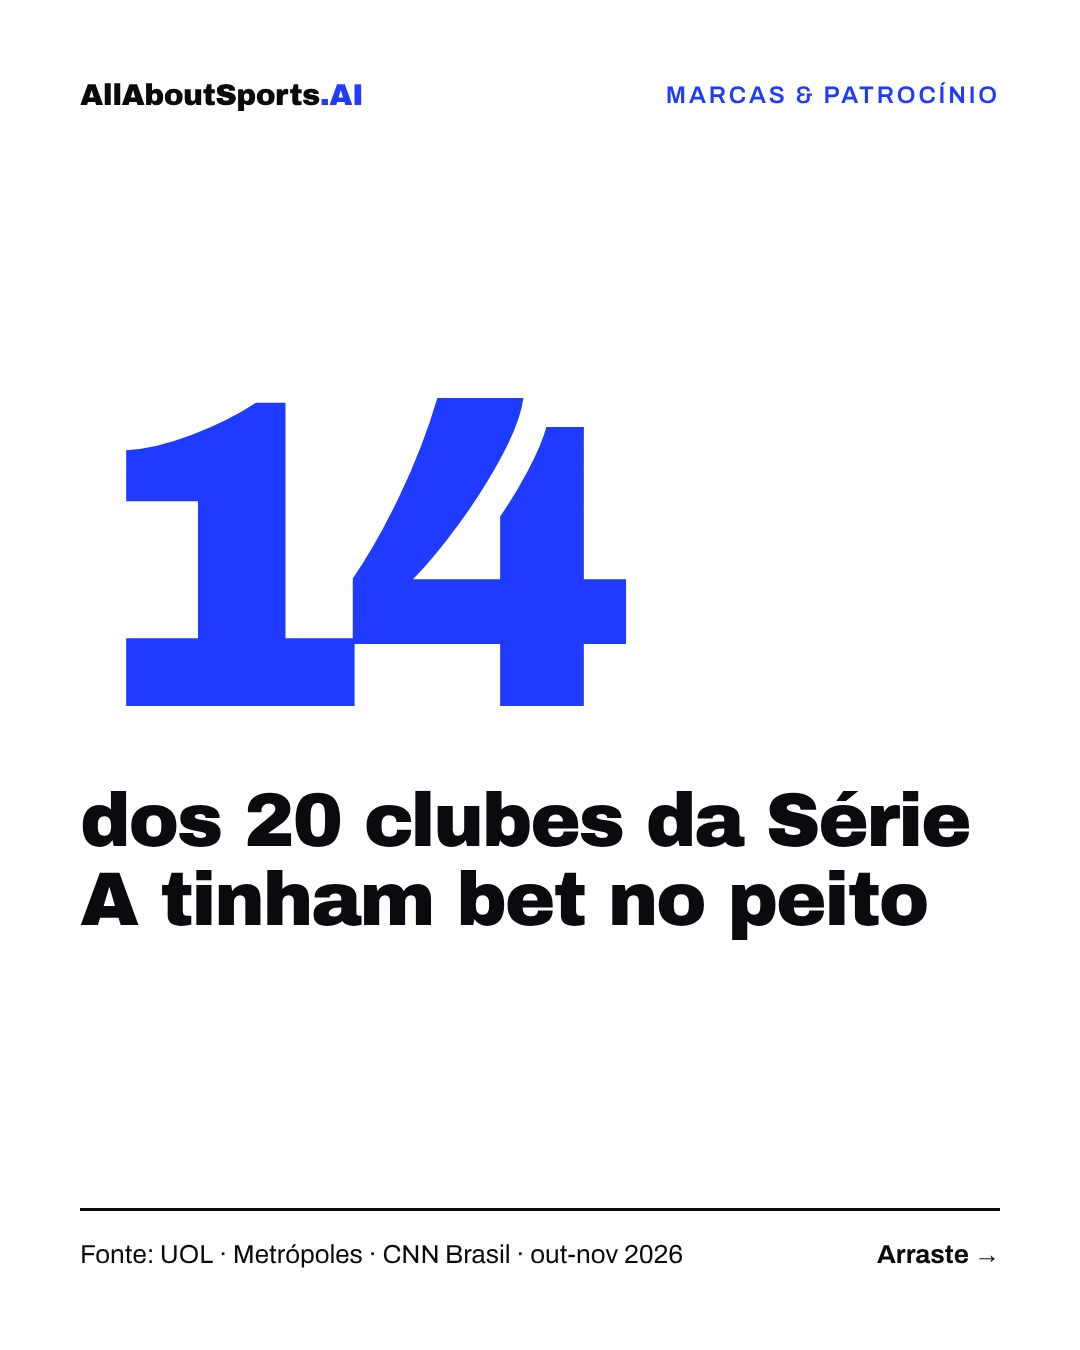 AllAboutSports.AI
MARCAS & PATROCÍNIO
14
dos 20 clubes da Série
A tinham bet no peito
Fonte: UOL · Metrópoles · CNN Brasil · out-nov 2026
Arraste →